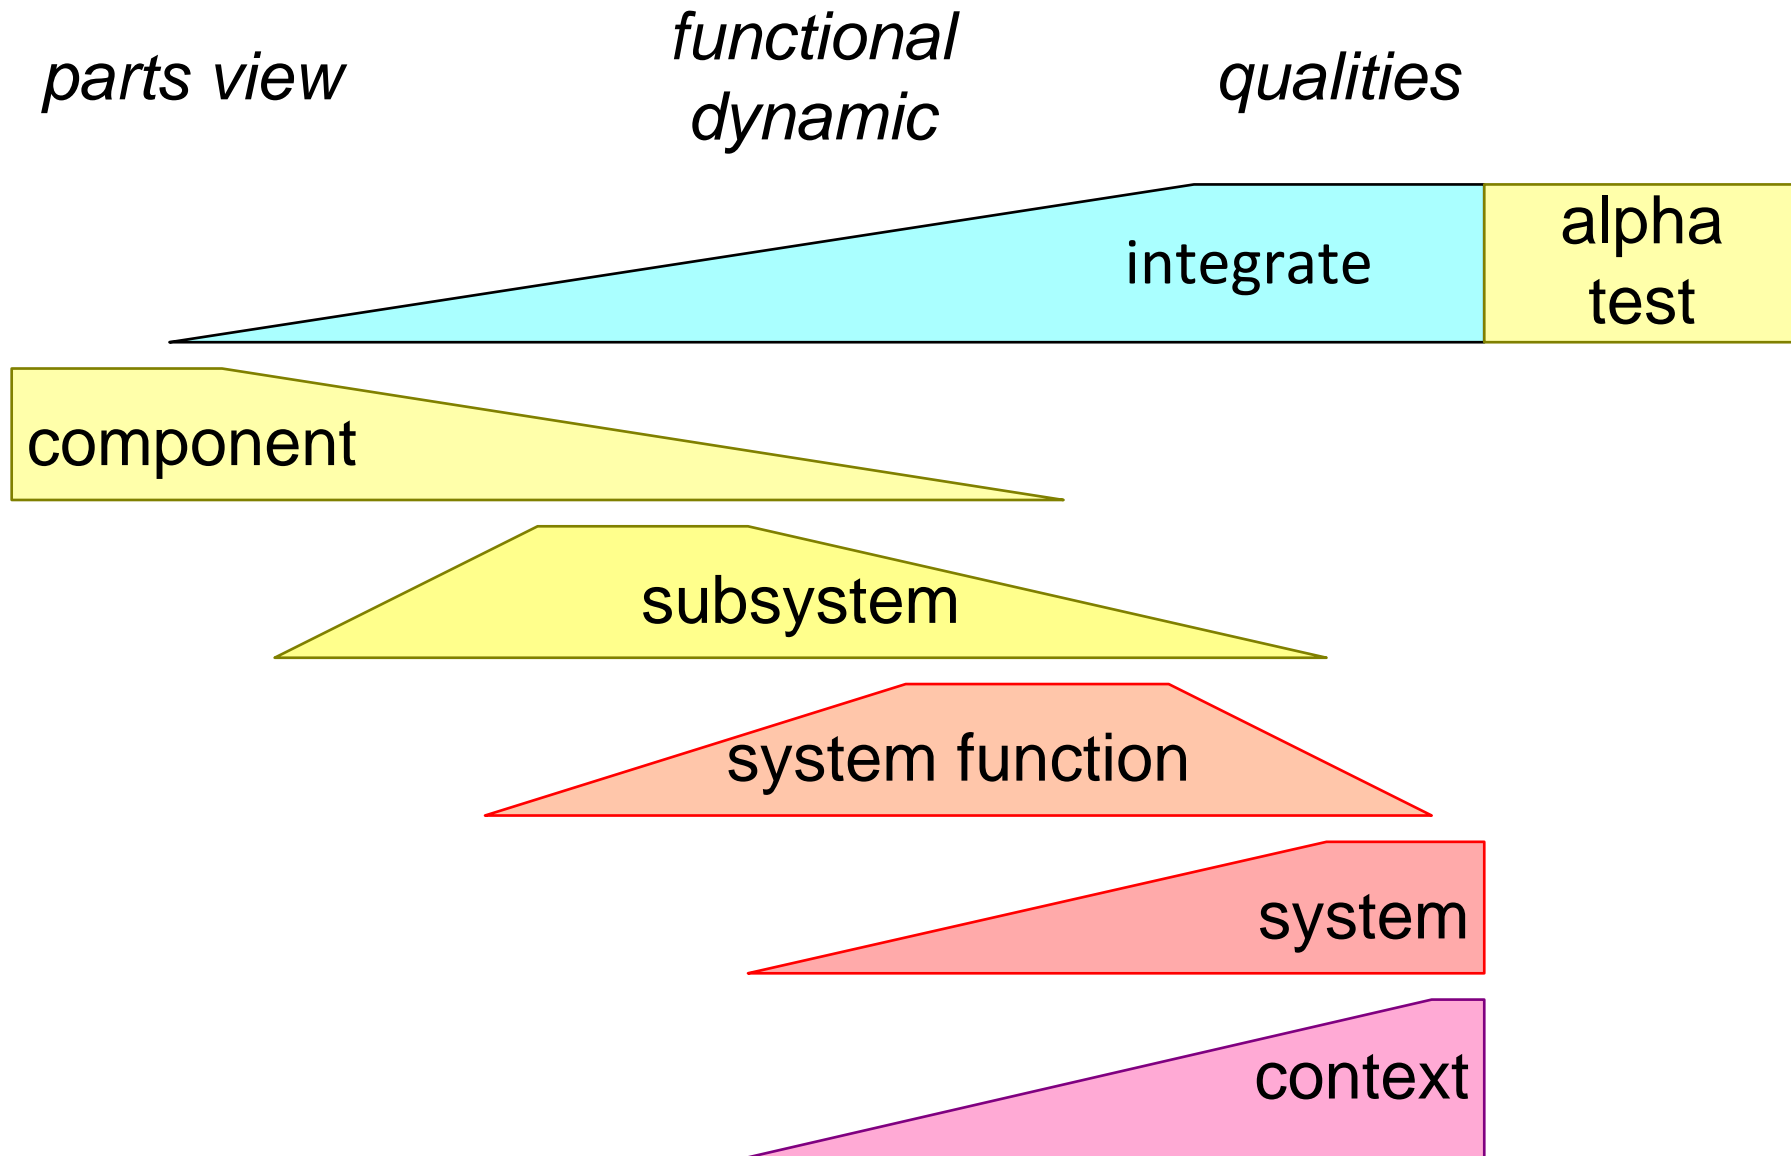 parts view
functional
dynamic
qualities
integrate
alpha
test
component
subsystem
system function
system
context